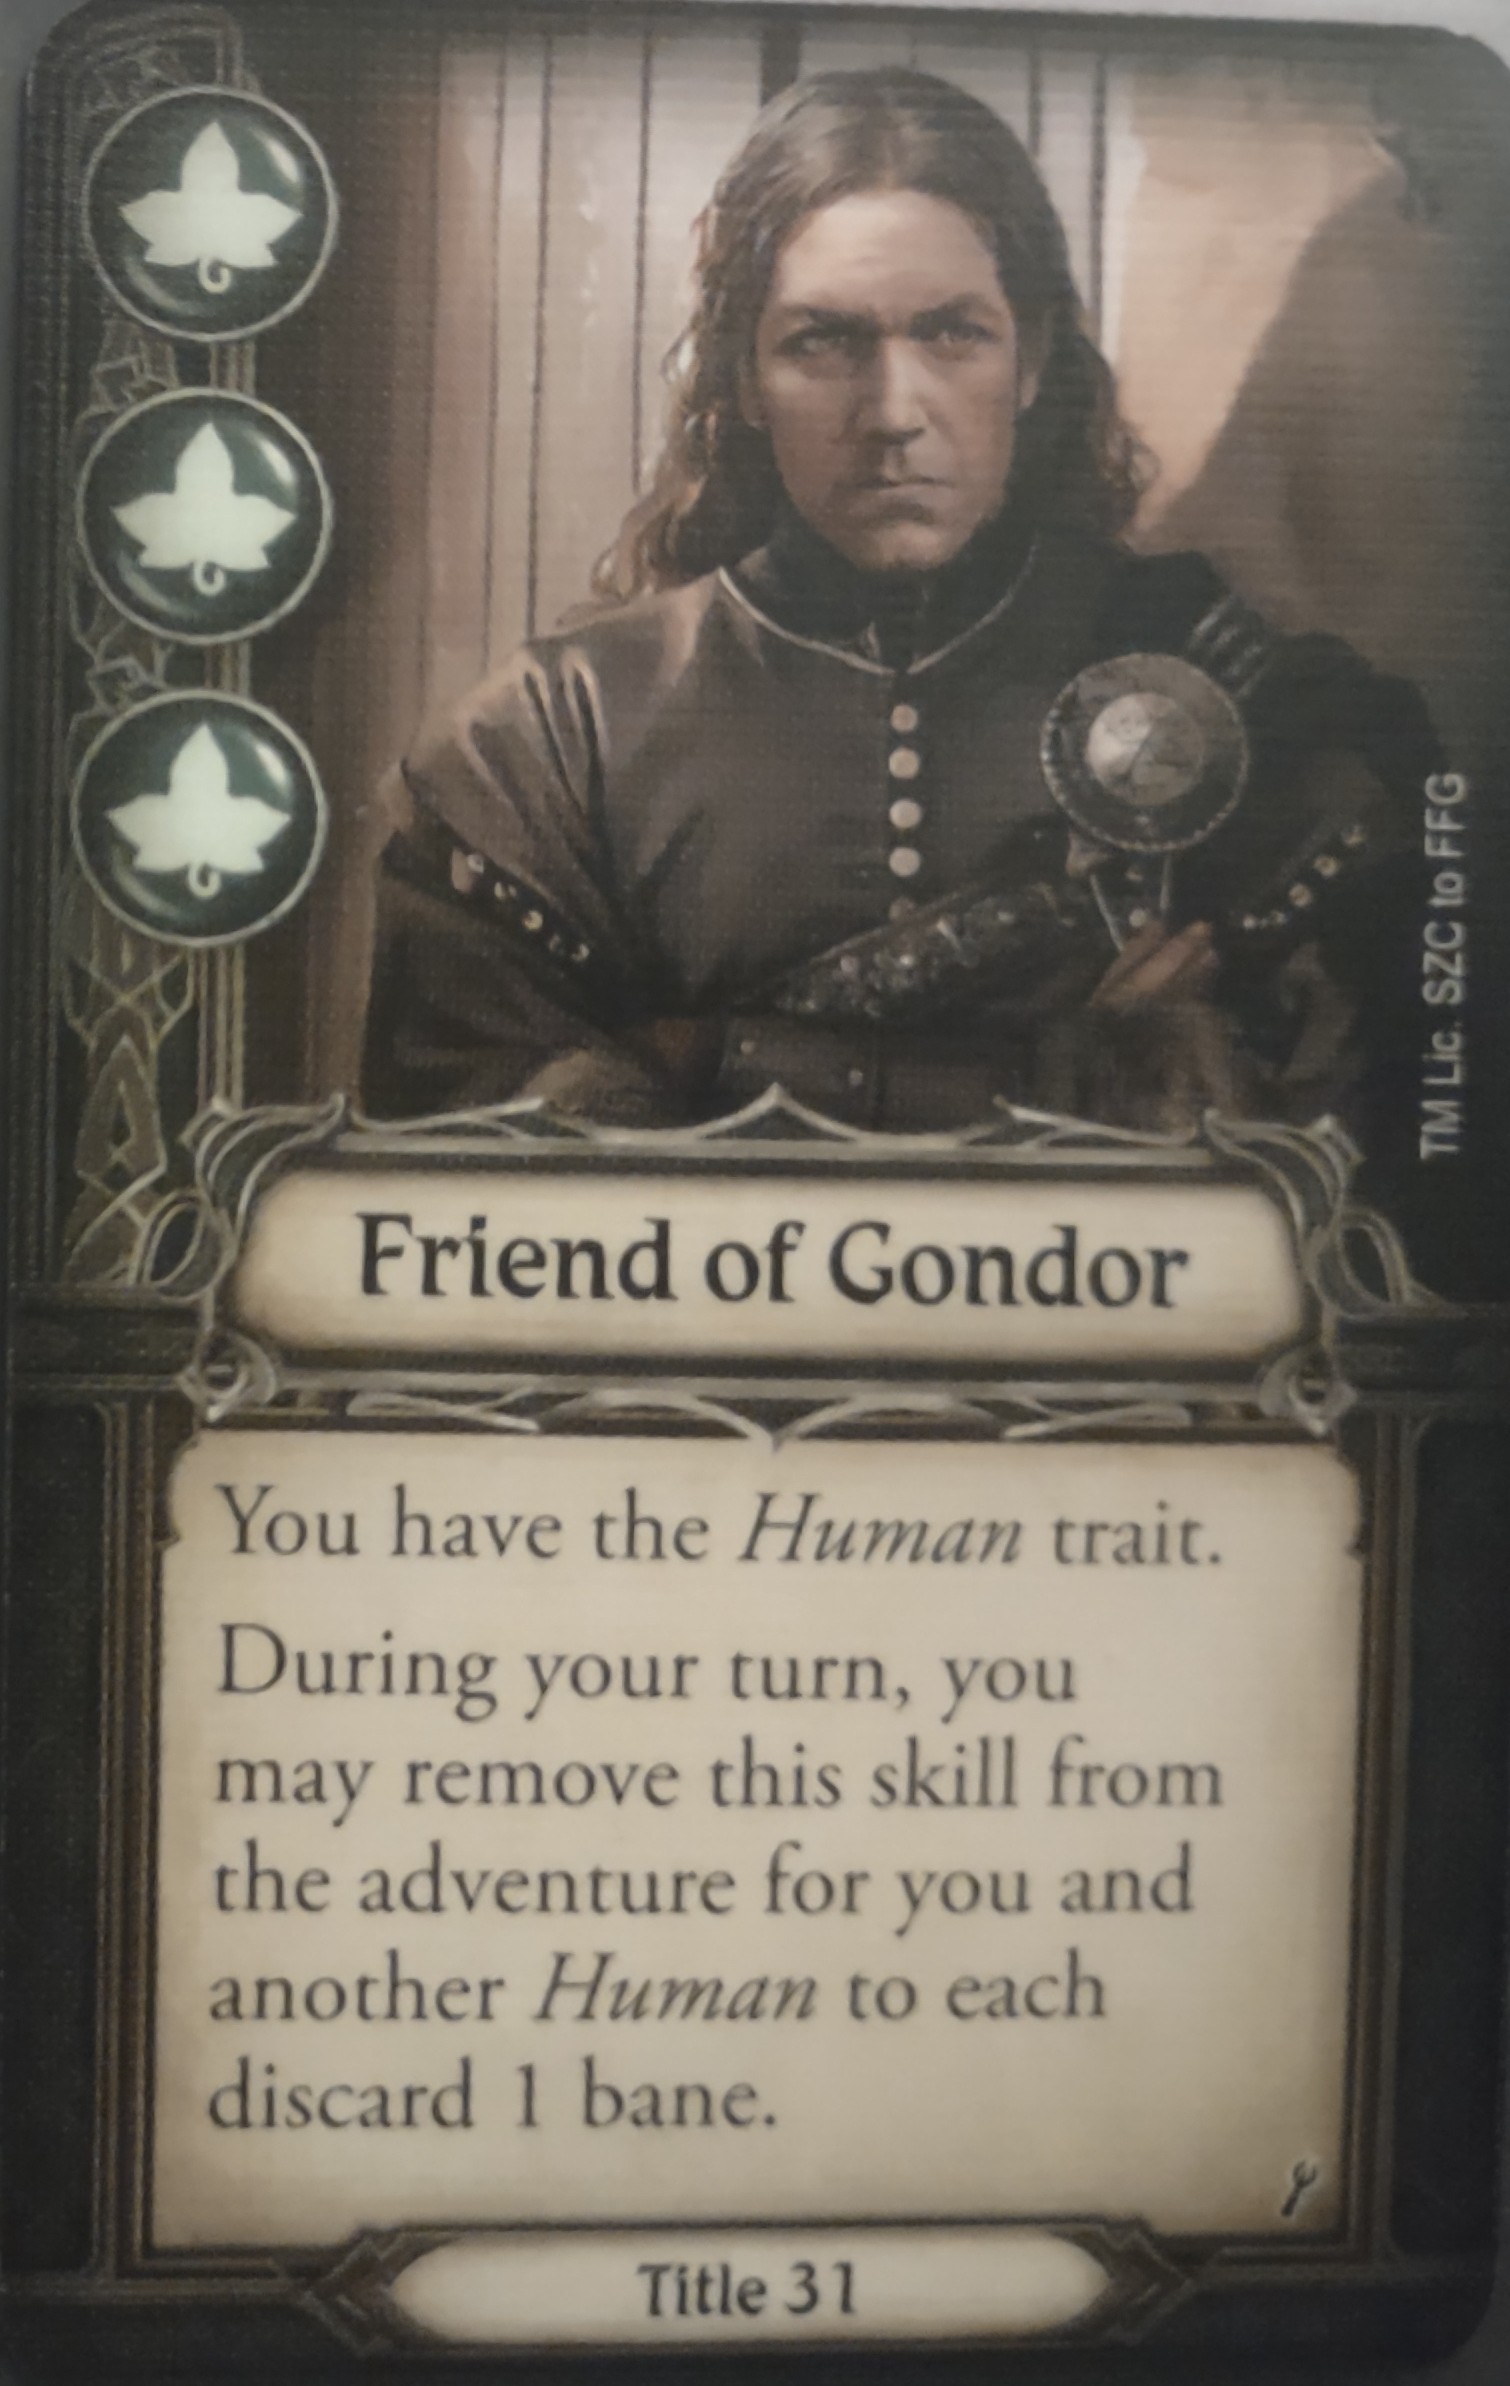 TM Lic. SZC to FFG
Friend of Gondor
You have the Human trait.
During your turn, you
may remove this skill from
the adventure for you and
another Human to each
discard 1 bane.
Title 31